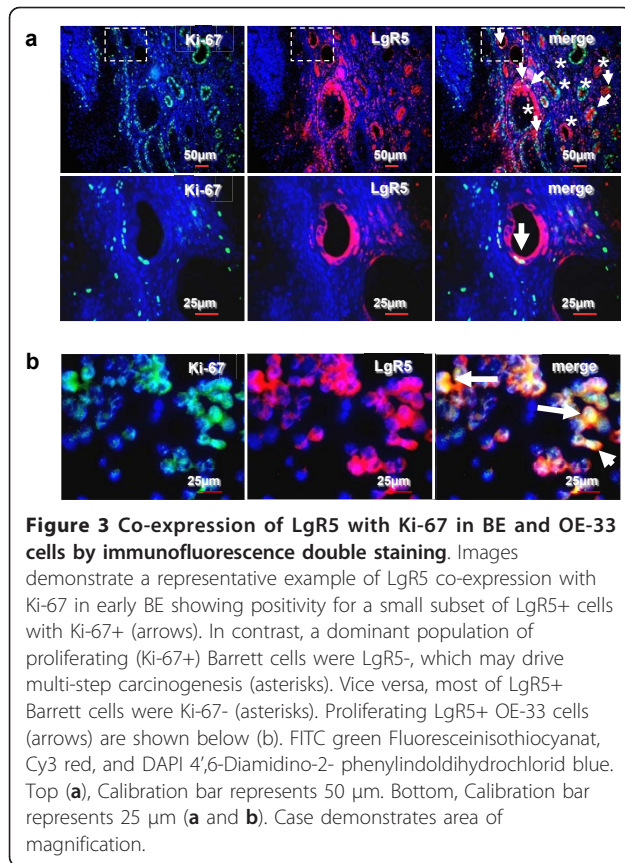 a
Ki-67 LgR5 merge
* * * * * * *
50µm 50µm 50µm
Ki-67 LgR5 merge
25µm 25µm 25µm
b
Ki-67 LgR5 merge
25µm 25µm 25µm
Figure 3 Co-expression of LgR5 with Ki-67 in BE and OE-33
cells by immunofluorescence double staining. Images
demonstrate a representative example of LgR5 co-expression with
Ki-67 in early BE showing positivity for a small subset of LgR5+ cells
with Ki-67+ (arrows). In contrast, a dominant population of
proliferating (Ki-67+) Barrett cells were LgR5-, which may drive
multi-step carcinogenesis (asterisks). Vice versa, most of LgR5+
Barrett cells were Ki-67- (asterisks). Proliferating LgR5+ OE-33 cells
(arrows) are shown below (b). FITC green Fluoresceinisothiocyanat,
Cy3 red, and DAPI 4’,6-Diamidino-2- phenylindoldihydrochlorid blue.
Top (a), Calibration bar represents 50 µm. Bottom, Calibration bar
represents 25 µm (a and b). Case demonstrates area of
magnification.